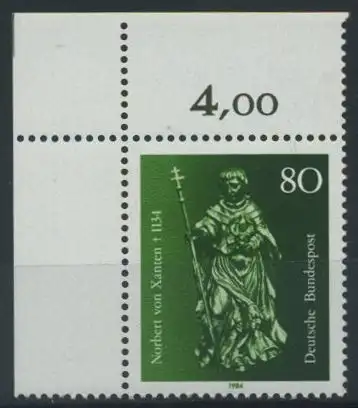 4,00
80
Norbert von Xanten † 1134
Deutsche Bundespost
1984